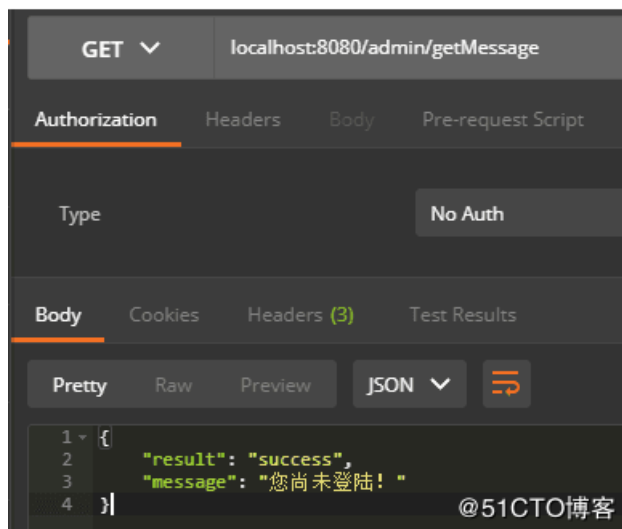 GET localhost:8080/admin/getMessage
Authorization Headers Body Pre-request Script
Type No Auth
Body Cookies Headers (3) Test Results
Pretty Raw Preview JSON
1 {
2 "result": "success",
3 "message": "您尚未登陆! "
4 }
@51CTO博客